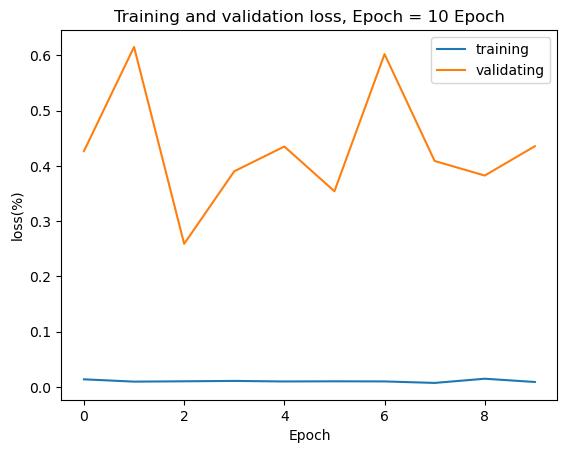 Training and validation loss, Epoch = 10 Epoch
training
validating
loss(%)
0.6
0.5
0.4
0.3
0.2
0.1
0.0
0 2 4 6 8
Epoch